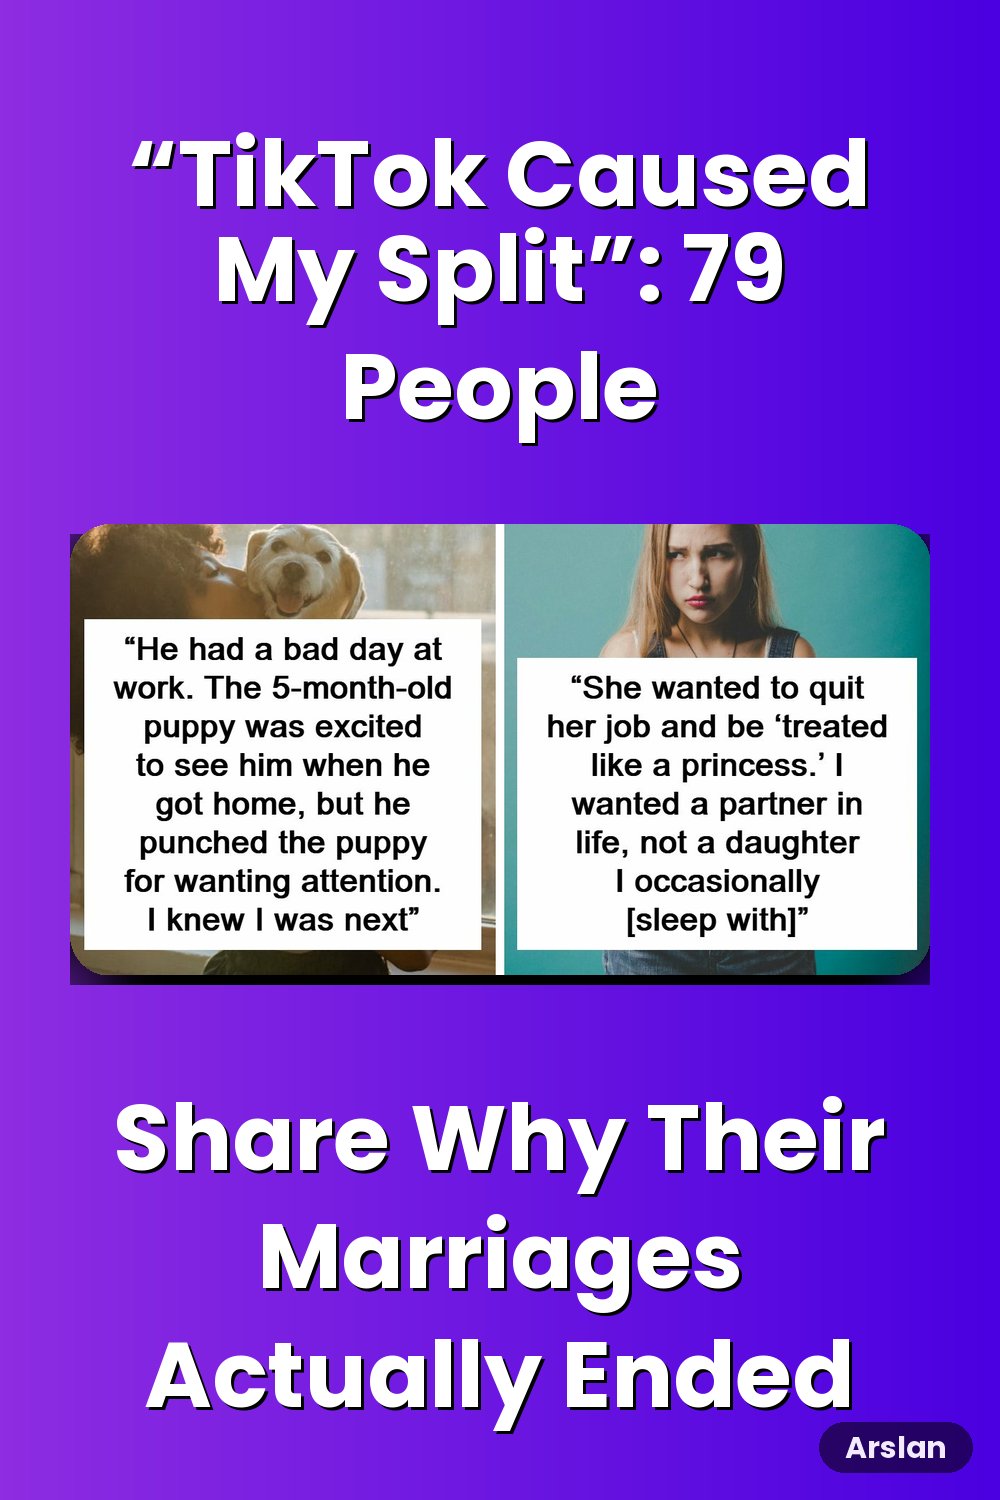 “TikTok Caused
My Split”: 79
People
“He had a bad day at
work. The 5-month-old
puppy was excited
to see him when he
got home, but he
punched the puppy
for wanting attention.
I knew I was next”
“She wanted to quit
her job and be ‘treated
like a princess.’ I
wanted a partner in
life, not a daughter
I occasionally
[sleep with]”
Share Why Their
Marriages
Actually Ended
Arslan